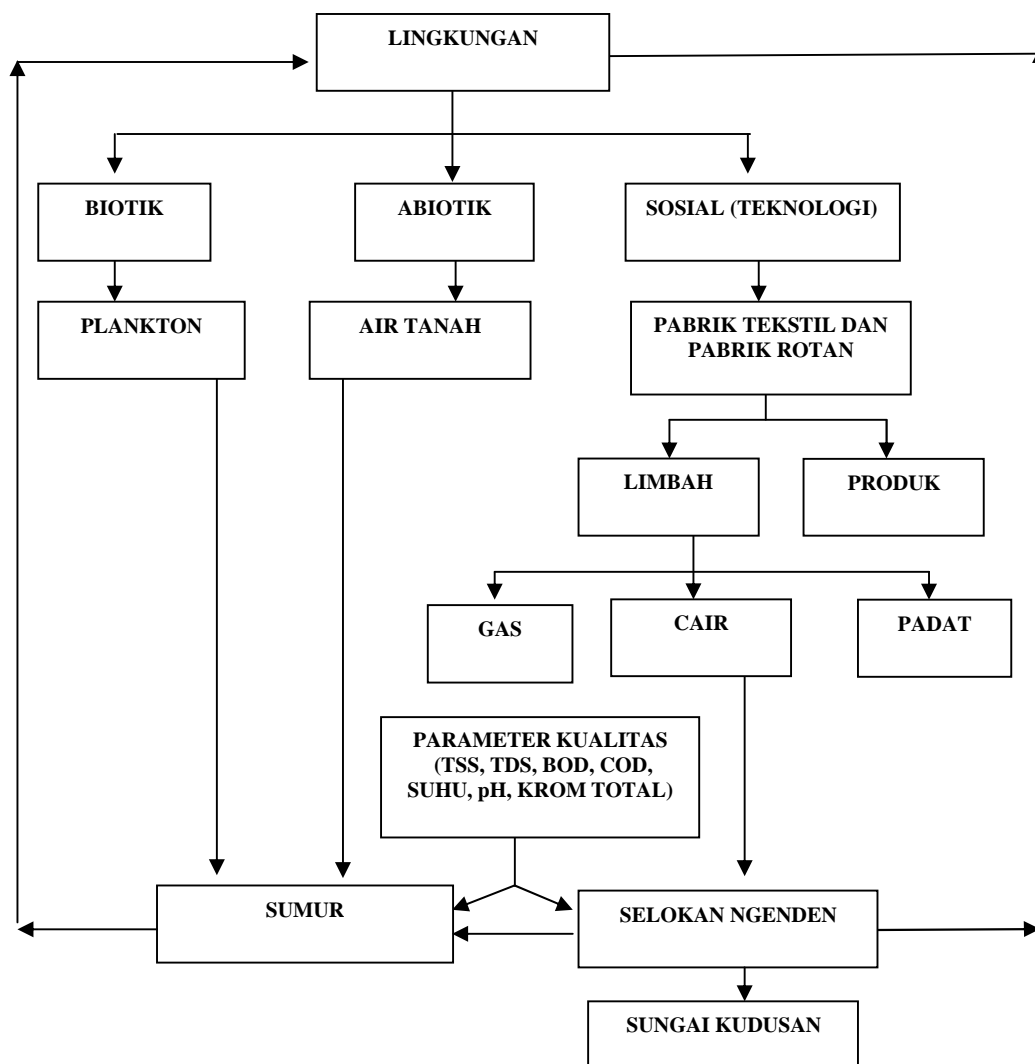 LINGKUNGAN
BIOTIK
ABIOTIK
SOSIAL (TEKNOLOGI)
PLANKTON
AIR TANAH
PABRIK TEKSTIL DAN
PABRIK ROTAN
LIMBAH
PRODUK
GAS
CAIR
PADAT
PARAMETER KUALITAS
(TSS, TDS, BOD, COD,
SUHU, pH, KROM TOTAL)
SUMUR
SELOKAN NGENDEN
SUNGAI KUDUSAN